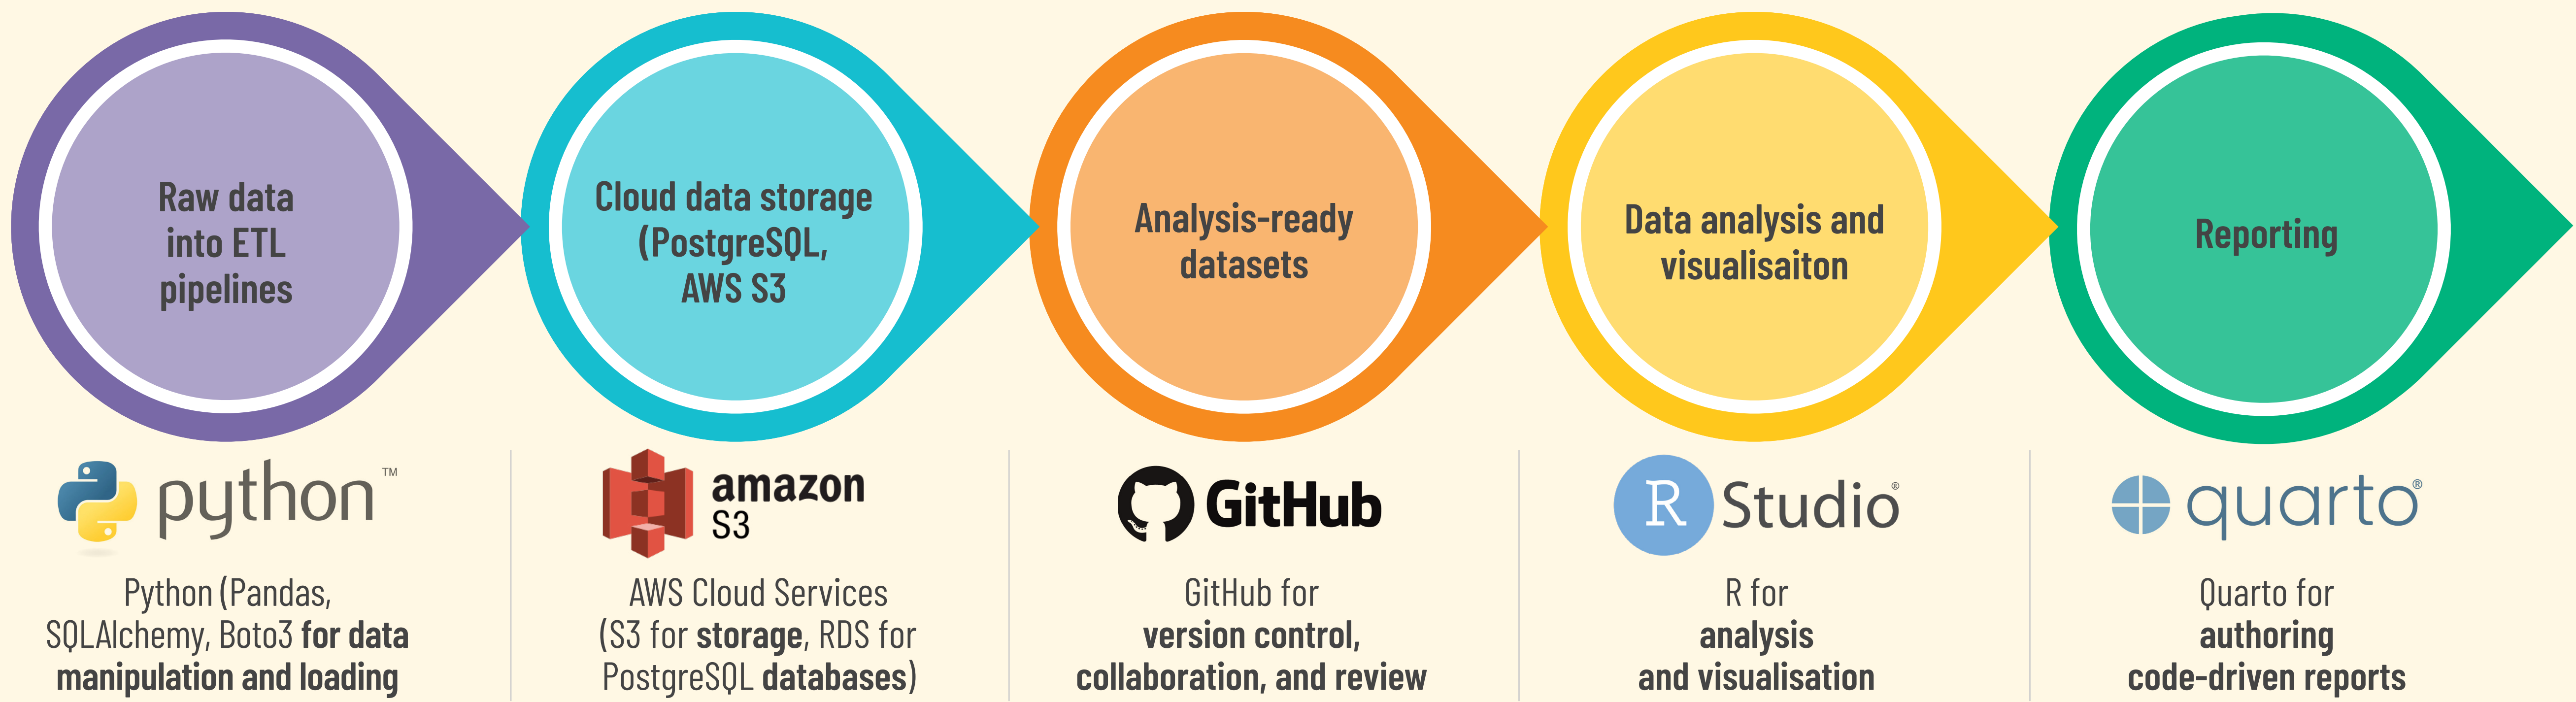 Raw data
into ETL
pipelines
Cloud data storage
(PostgreSQL,
AWS S3
Analysis-ready
datasets
Data analysis and
visualisaiton
Reporting
python™
amazon
S3
GitHub
R Studio®
quarto®
Python (Pandas,
SQLAlchemy, Boto3 for data
manipulation and loading
AWS Cloud Services
(S3 for storage, RDS for
PostgreSQL databases)
GitHub for
version control,
collaboration, and review
R for
analysis
and visualisation
Quarto for
authoring
code-driven reports